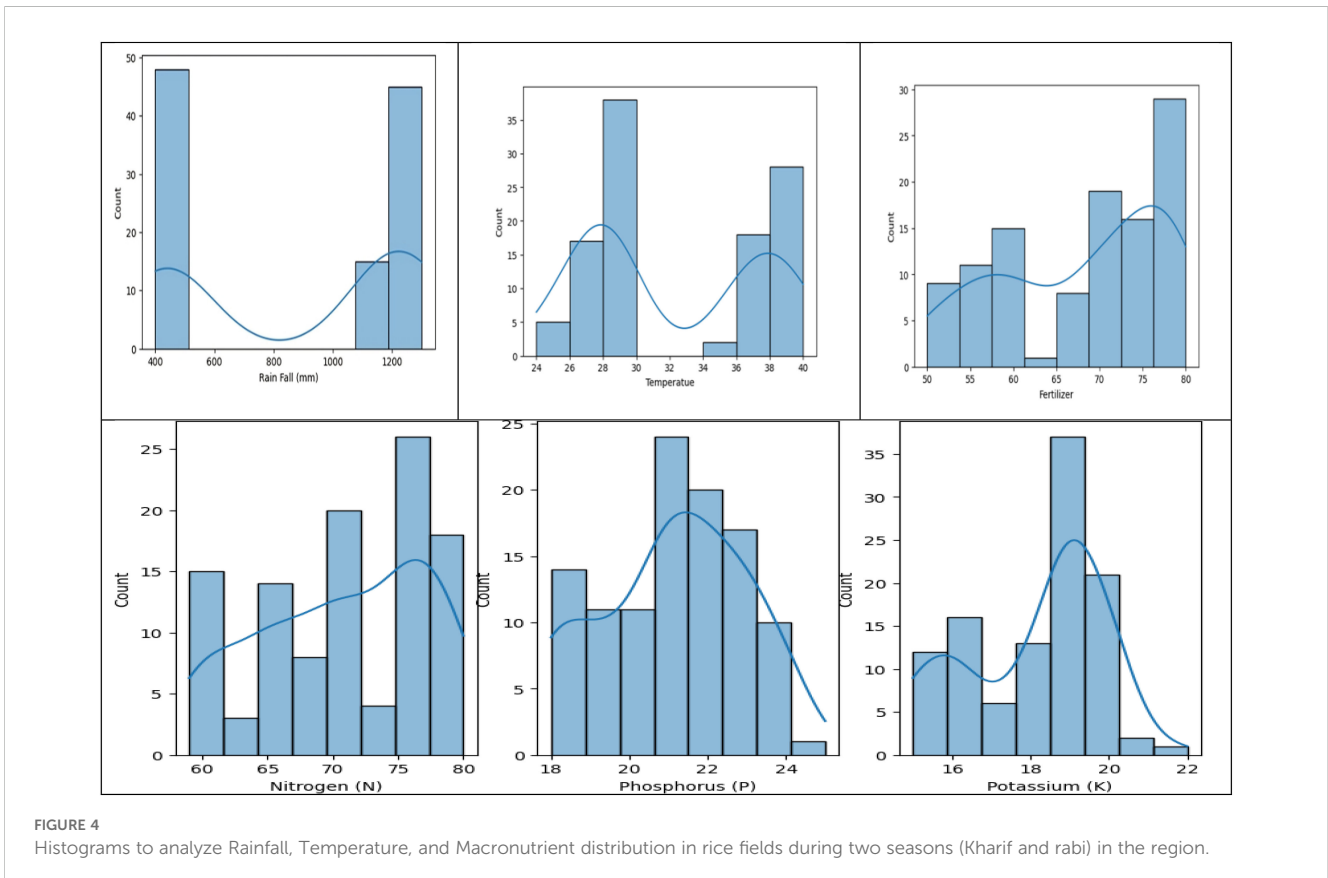 50
40
30
20
10
0
Count
400 600 800 1000 1200
Rain Fall (mm)
35
30
25
20
15
10
5
0
Count
24 26 28 30 32 34 36 38 40
Temperatue
30
25
20
15
10
5
0
Count
50 55 60 65 70 75 80
Fertilizer
25
20
15
10
5
0
Count
60 65 70 75 80
Nitrogen (N)
25
20
15
10
5
0
Count
18 20 22 24
Phosphorus (P)
35
30
25
20
15
10
5
0
Count
16 18 20 22
Potassium (K)
FIGURE 4
Histograms to analyze Rainfall, Temperature, and Macronutrient distribution in rice fields during two seasons (Kharif and rabi) in the region.